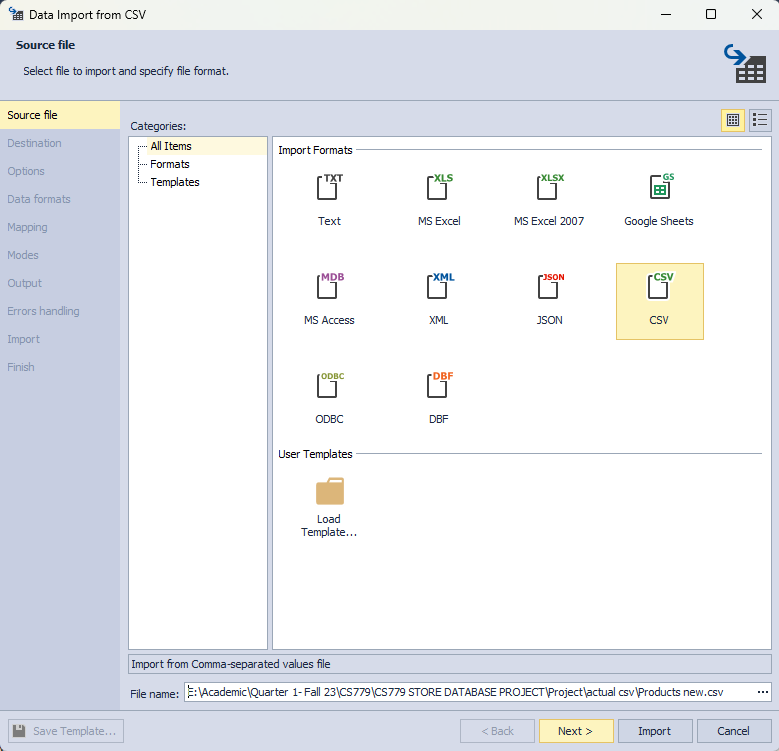 Data Import from CSV
Source file
Select file to import and specify file format.
Source file
Destination
Options
Data formats
Mapping
Modes
Output
Errors handling
Import
Finish
Categories:
All Items
Formats
Templates
Import Formats
TXT
Text
XLS
MS Excel
XLSX
MS Excel 2007
GS
Google Sheets
MDB
MS Access
XML
XML
JSON
JSON
CSV
CSV
ODBC
ODBC
DBF
DBF
User Templates
Load
Template...
Import from Comma-separated values file
File name: E:\Academic\Quarter 1- Fall 23\CS779\CS779 STORE DATABASE PROJECT\Project\actual csv\Products new.csv ...
Save Template... < Back Next > Import Cancel